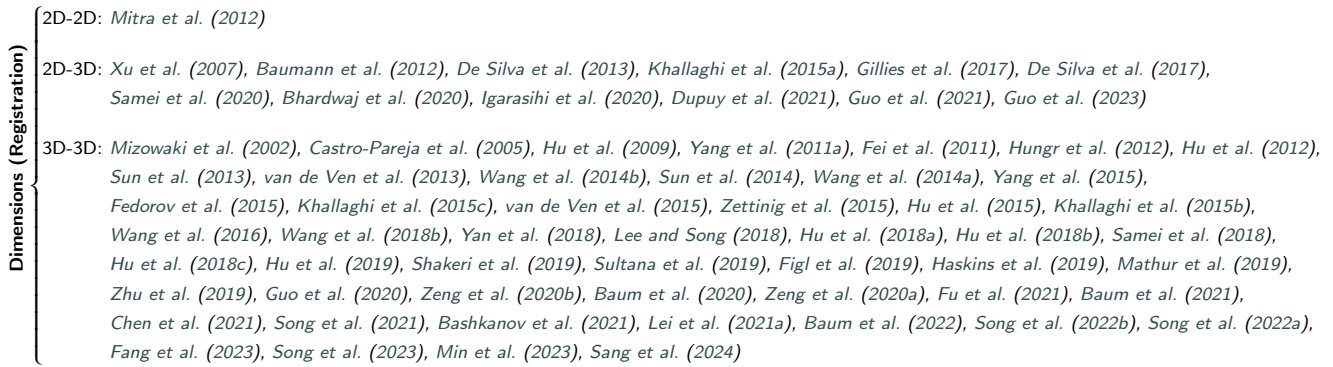 Dimensions (Registration)
2D-2D: Mitra et al. (2012)
2D-3D: Xu et al. (2007), Baumann et al. (2012), De Silva et al. (2013), Khallaghi et al. (2015a), Gillies et al. (2017), De Silva et al. (2017),
Samei et al. (2020), Bhardwaj et al. (2020), Igarasihi et al. (2020), Dupuy et al. (2021), Guo et al. (2021), Guo et al. (2023)
3D-3D: Mizowaki et al. (2002), Castro-Pareja et al. (2005), Hu et al. (2009), Yang et al. (2011a), Fei et al. (2011), Hungr et al. (2012), Hu et al. (2012),
Sun et al. (2013), van de Ven et al. (2013), Wang et al. (2014b), Sun et al. (2014), Wang et al. (2014a), Yang et al. (2015),
Fedorov et al. (2015), Khallaghi et al. (2015c), van de Ven et al. (2015), Zettinig et al. (2015), Hu et al. (2015), Khallaghi et al. (2015b),
Wang et al. (2016), Wang et al. (2018b), Yan et al. (2018), Lee and Song (2018), Hu et al. (2018a), Hu et al. (2018b), Samei et al. (2018),
Hu et al. (2018c), Hu et al. (2019), Shakeri et al. (2019), Sultana et al. (2019), Figl et al. (2019), Haskins et al. (2019), Mathur et al. (2019),
Zhu et al. (2019), Guo et al. (2020), Zeng et al. (2020b), Baum et al. (2020), Zeng et al. (2020a), Fu et al. (2021), Baum et al. (2021),
Chen et al. (2021), Song et al. (2021), Bashkanov et al. (2021), Lei et al. (2021a), Baum et al. (2022), Song et al. (2022b), Song et al. (2022a),
Fang et al. (2023), Song et al. (2023), Min et al. (2023), Sang et al. (2024)